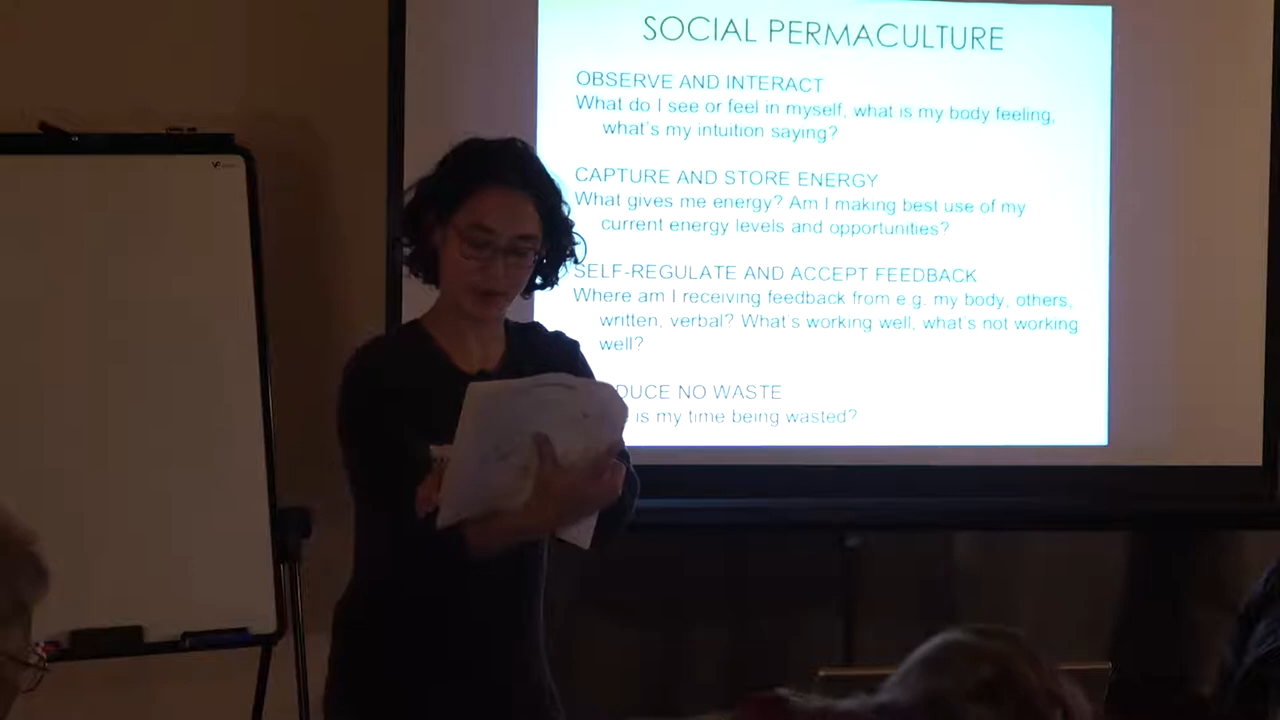 SOCIAL PERMACULTURE
OBSERVE AND INTERACT
What do I see or feel in myself, what is my body feeling,
what's my intuition saying?
CAPTURE AND STORE ENERGY
What gives me energy? Am I making best use of my
current energy levels and opportunities?
SELF-REGULATE AND ACCEPT FEEDBACK
Where am I receiving feedback from e.g. my body, others,
written, verbal? What's working well, what's not working
well?
DUCE NO WASTE
is my time being wasted?